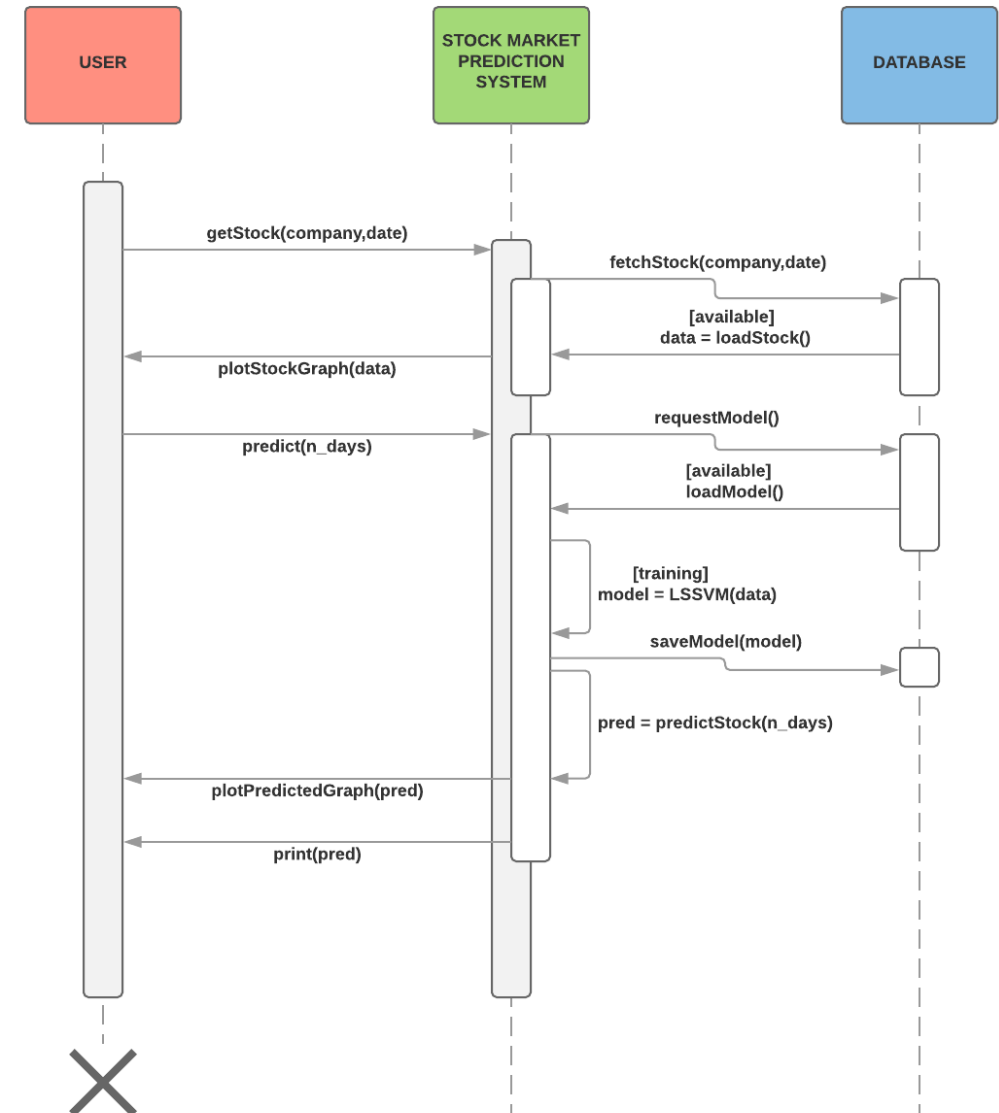 USER
STOCK MARKET
PREDICTION
SYSTEM
DATABASE
getStock(company,date)
fetchStock(company,date)
[available]
data = loadStock()
plotStockGraph(data)
requestModel()
predict(n_days)
[available]
loadModel()
[training]
model = LSSVM(data)
saveModel(model)
pred = predictStock(n_days)
plotPredictedGraph(pred)
print(pred)